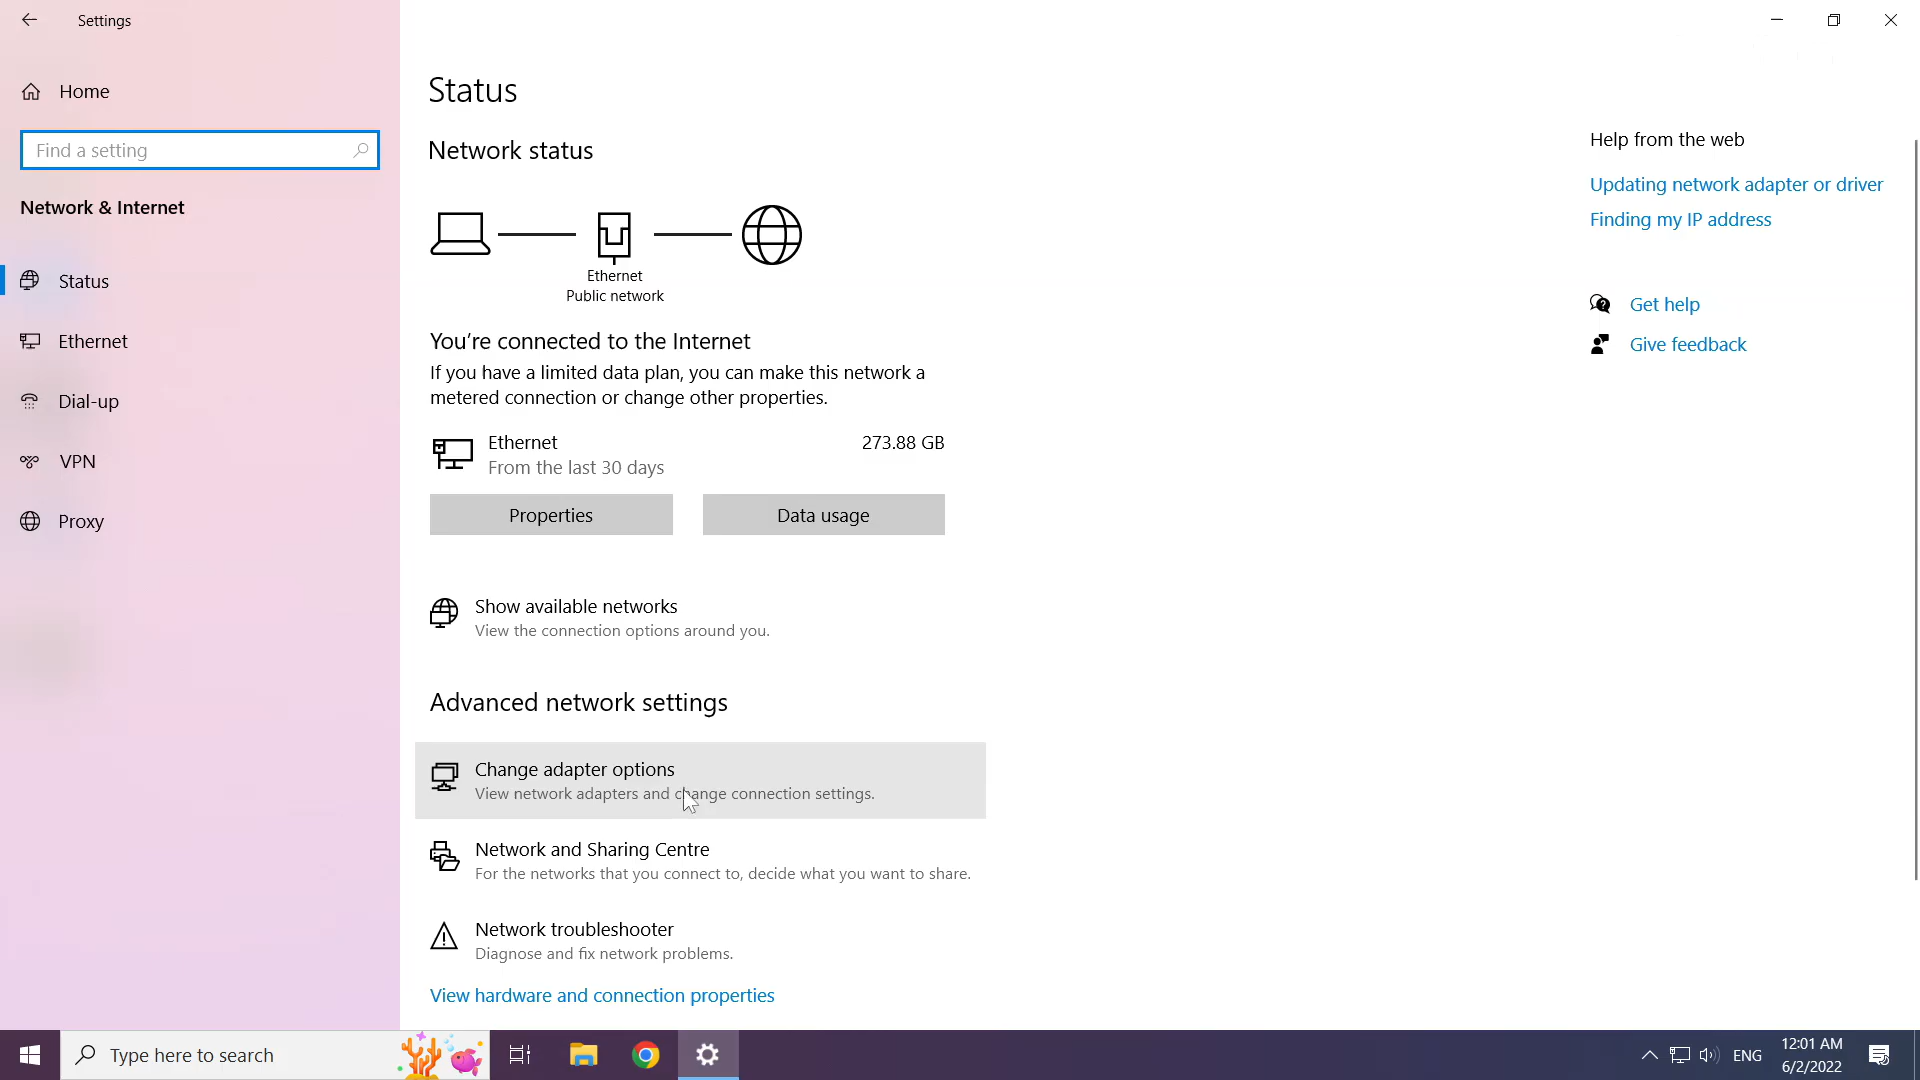 Settings
Home
Find a setting
Network & Internet
Status
Ethernet
Dial-up
VPN
Proxy
Status
Network status
Ethernet
Public network
You're connected to the Internet
If you have a limited data plan, you can make this network a
metered connection or change other properties.
Ethernet 273.88 GB
From the last 30 days
Properties Data usage
Show available networks
View the connection options around you.
Advanced network settings
Change adapter options
View network adapters and change connection settings.
Network and Sharing Centre
For the networks that you connect to, decide what you want to share.
Network troubleshooter
Diagnose and fix network problems.
View hardware and connection properties
Help from the web
Updating network adapter or driver
Finding my IP address
Get help
Give feedback
Type here to search
ENG
12:01 AM
6/2/2022